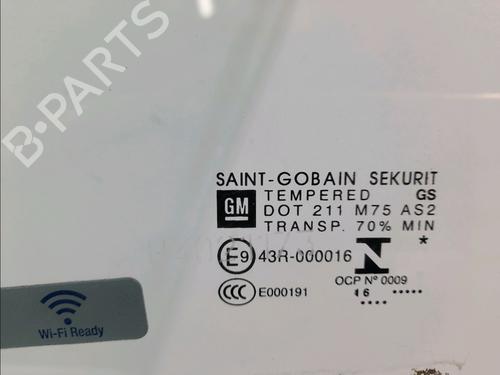 B-PARTS
SAINT-GOBAIN SEKURIT
TEMPERED GS
GM
DOT 211 M75 AS2
TRANSP. 70% MIN
E9 43R-000016 N *
OCP Nº 0009
CCC E000191
16 •••••
••••
Wi-Fi Ready